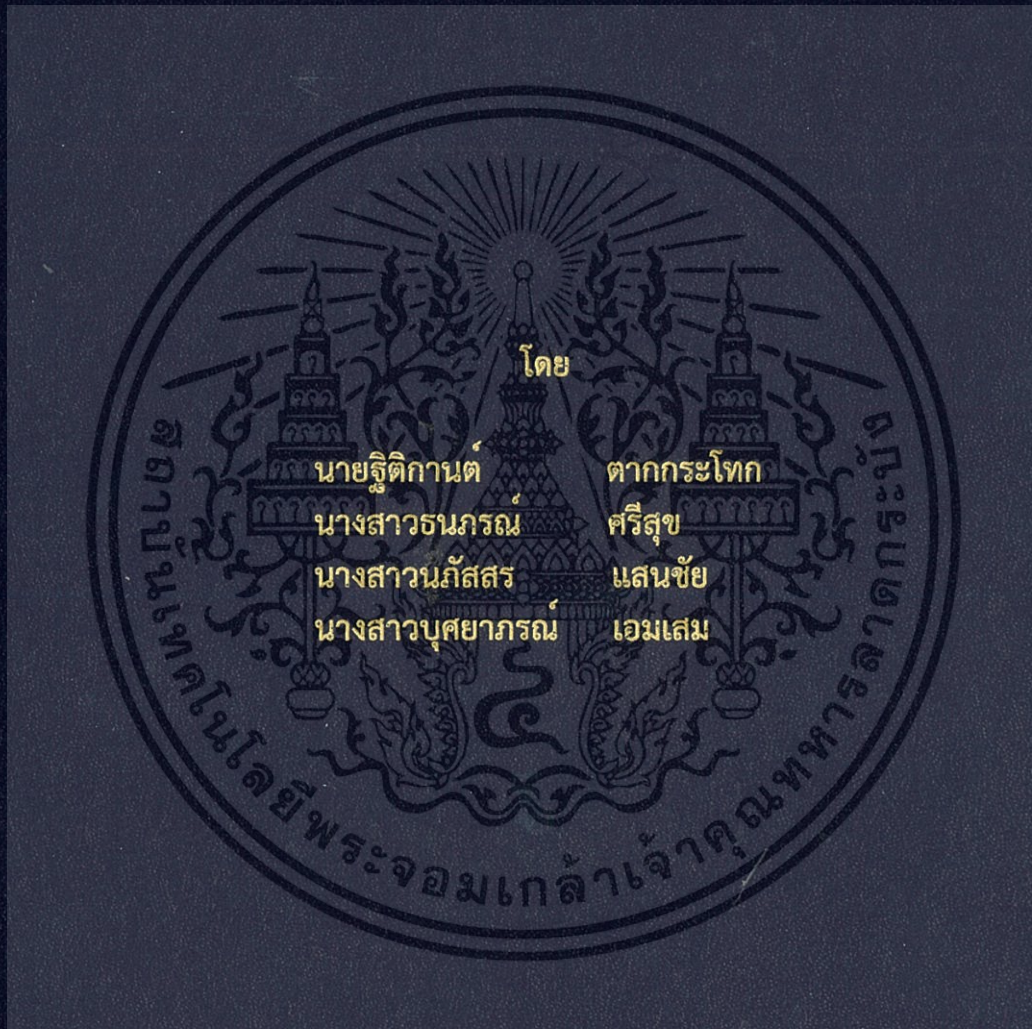 โดย
นายฐิติกานต์ ตากกระโทก
นางสาวธนภรณ์ ศรีสุข
นางสาวนภัสสร แสนชัย
นางสาวบุศยาภรณ์ เอมเสม
๔
สถาบันเทคโนโลยีพระจอมเกล้าเจ้าคุณทหารลาดกระบัง